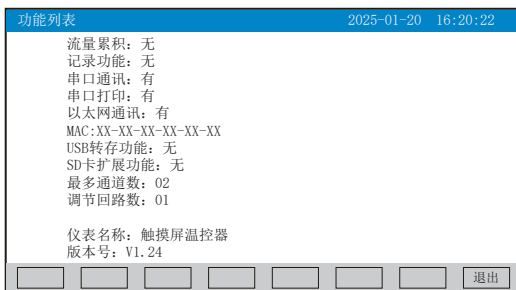 功能列表
2025-01-20 16:20:22
流量累积：无
记录功能：无
串口通讯：有
串口打印：有
以太网通讯：有
MAC:XX-XX-XX-XX-XX-XX
USB转存功能：无
SD卡扩展功能：无
最多通道数：02
调节回路数：01
仪表名称：触摸屏温控器
版本号：V1.24
退出